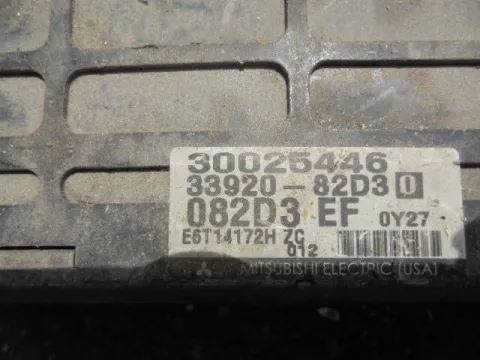 30025446
33920-82D3 0
082D3 EF 0Y27
E6T14172H ZC
012
MITSUBISHI ELECTRIC (USA)